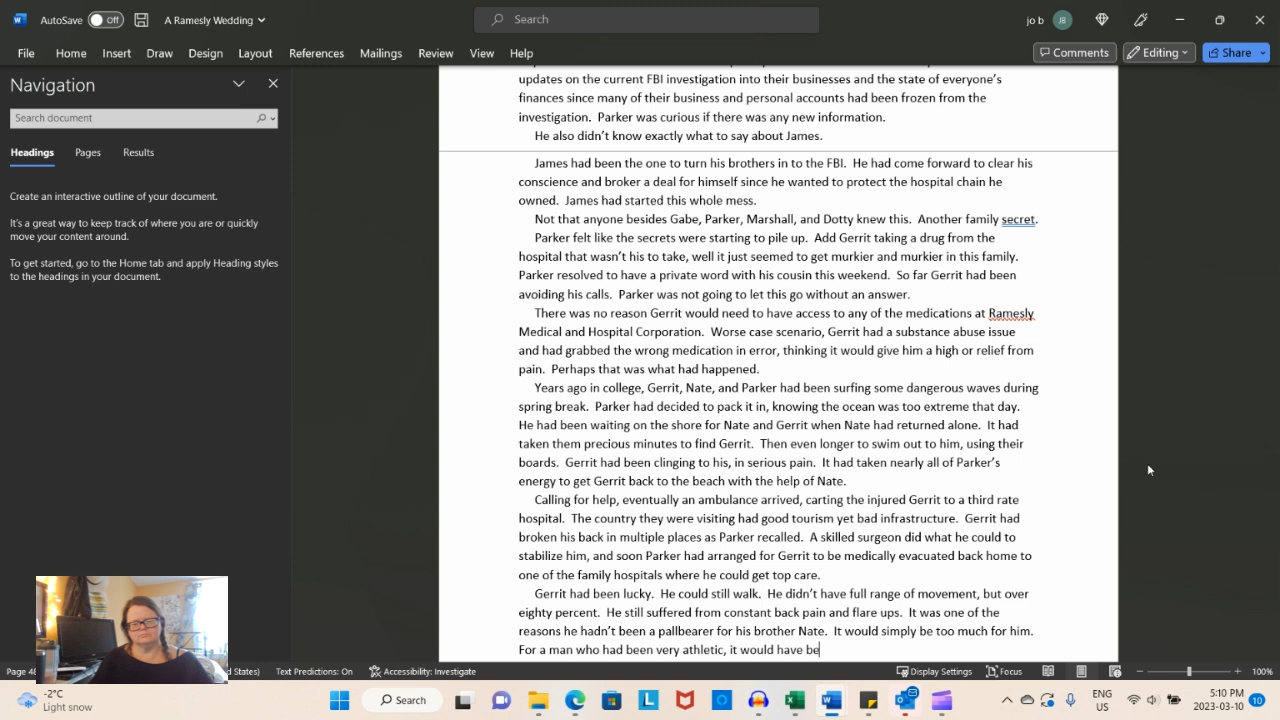 AutoSave
Off
A Ramesly Wedding
Search
jo b
JB
File
Home
Insert
Draw
Design
Layout
References
Mailings
Review
View
Help
Comments
Editing
Share
Navigation
Search document
Headings
Pages
Results
Create an interactive outline of your document.
It's a great way to keep track of where you are or quickly
move your content around.
To get started, go to the Home tab and apply Heading styles
to the headings in your document.
updates on the current FBI investigation into their businesses and the state of everyone's
finances since many of their business and personal accounts had been frozen from the
investigation.  Parker was curious if there was any new information.
He also didn't know exactly what to say about James.
James had been the one to turn his brothers in to the FBI.  He had come forward to clear his
conscience and broker a deal for himself since he wanted to protect the hospital chain he
owned.  James had started this whole mess.
Not that anyone besides Gabe, Parker, Marshall, and Dotty knew this.  Another family secret.
Parker felt like the secrets were starting to pile up.  Add Gerrit taking a drug from the
hospital that wasn't his to take, well it just seemed to get murkier and murkier in this family.
Parker resolved to have a private word with his cousin this weekend.  So far Gerrit had been
avoiding his calls.  Parker was not going to let this go without an answer.
There was no reason Gerrit would need to have access to any of the medications at Ramesly
Medical and Hospital Corporation.  Worse case scenario, Gerrit had a substance abuse issue
and had grabbed the wrong medication in error, thinking it would give him a high or relief from
pain.  Perhaps that was what had happened.
Years ago in college, Gerrit, Nate, and Parker had been surfing some dangerous waves during
spring break.  Parker had decided to pack it in, knowing the ocean was too extreme that day.
He had been waiting on the shore for Nate and Gerrit when Nate had returned alone.  It had
taken them precious minutes to find Gerrit.  Then even longer to swim out to him, using their
boards.  Gerrit had been clinging to his, in serious pain.  It had taken nearly all of Parker's
energy to get Gerrit back to the beach with the help of Nate.
Calling for help, eventually an ambulance arrived, carting the injured Gerrit to a third rate
hospital.  The country they were visiting had good tourism yet bad infrastructure.  Gerrit had
broken his back in multiple places as Parker recalled.  A skilled surgeon did what he could to
stabilize him, and soon Parker had arranged for Gerrit to be medically evacuated back home to
one of the family hospitals where he could get top care.
Gerrit had been lucky.  He could still walk.  He didn't have full range of movement, but over
eighty percent.  He still suffered from constant back pain and flare ups.  It was one of the
reasons he hadn't been a pallbearer for his brother Nate.  It would simply be too much for him.
For a man who had been very athletic, it would have be
Page
States)
Text Predictions: On
Accessibility: Investigate
Display Settings
Focus
100%
-2°C
Light snow
Search
ENG
US
5:10 PM
2023-03-10
10